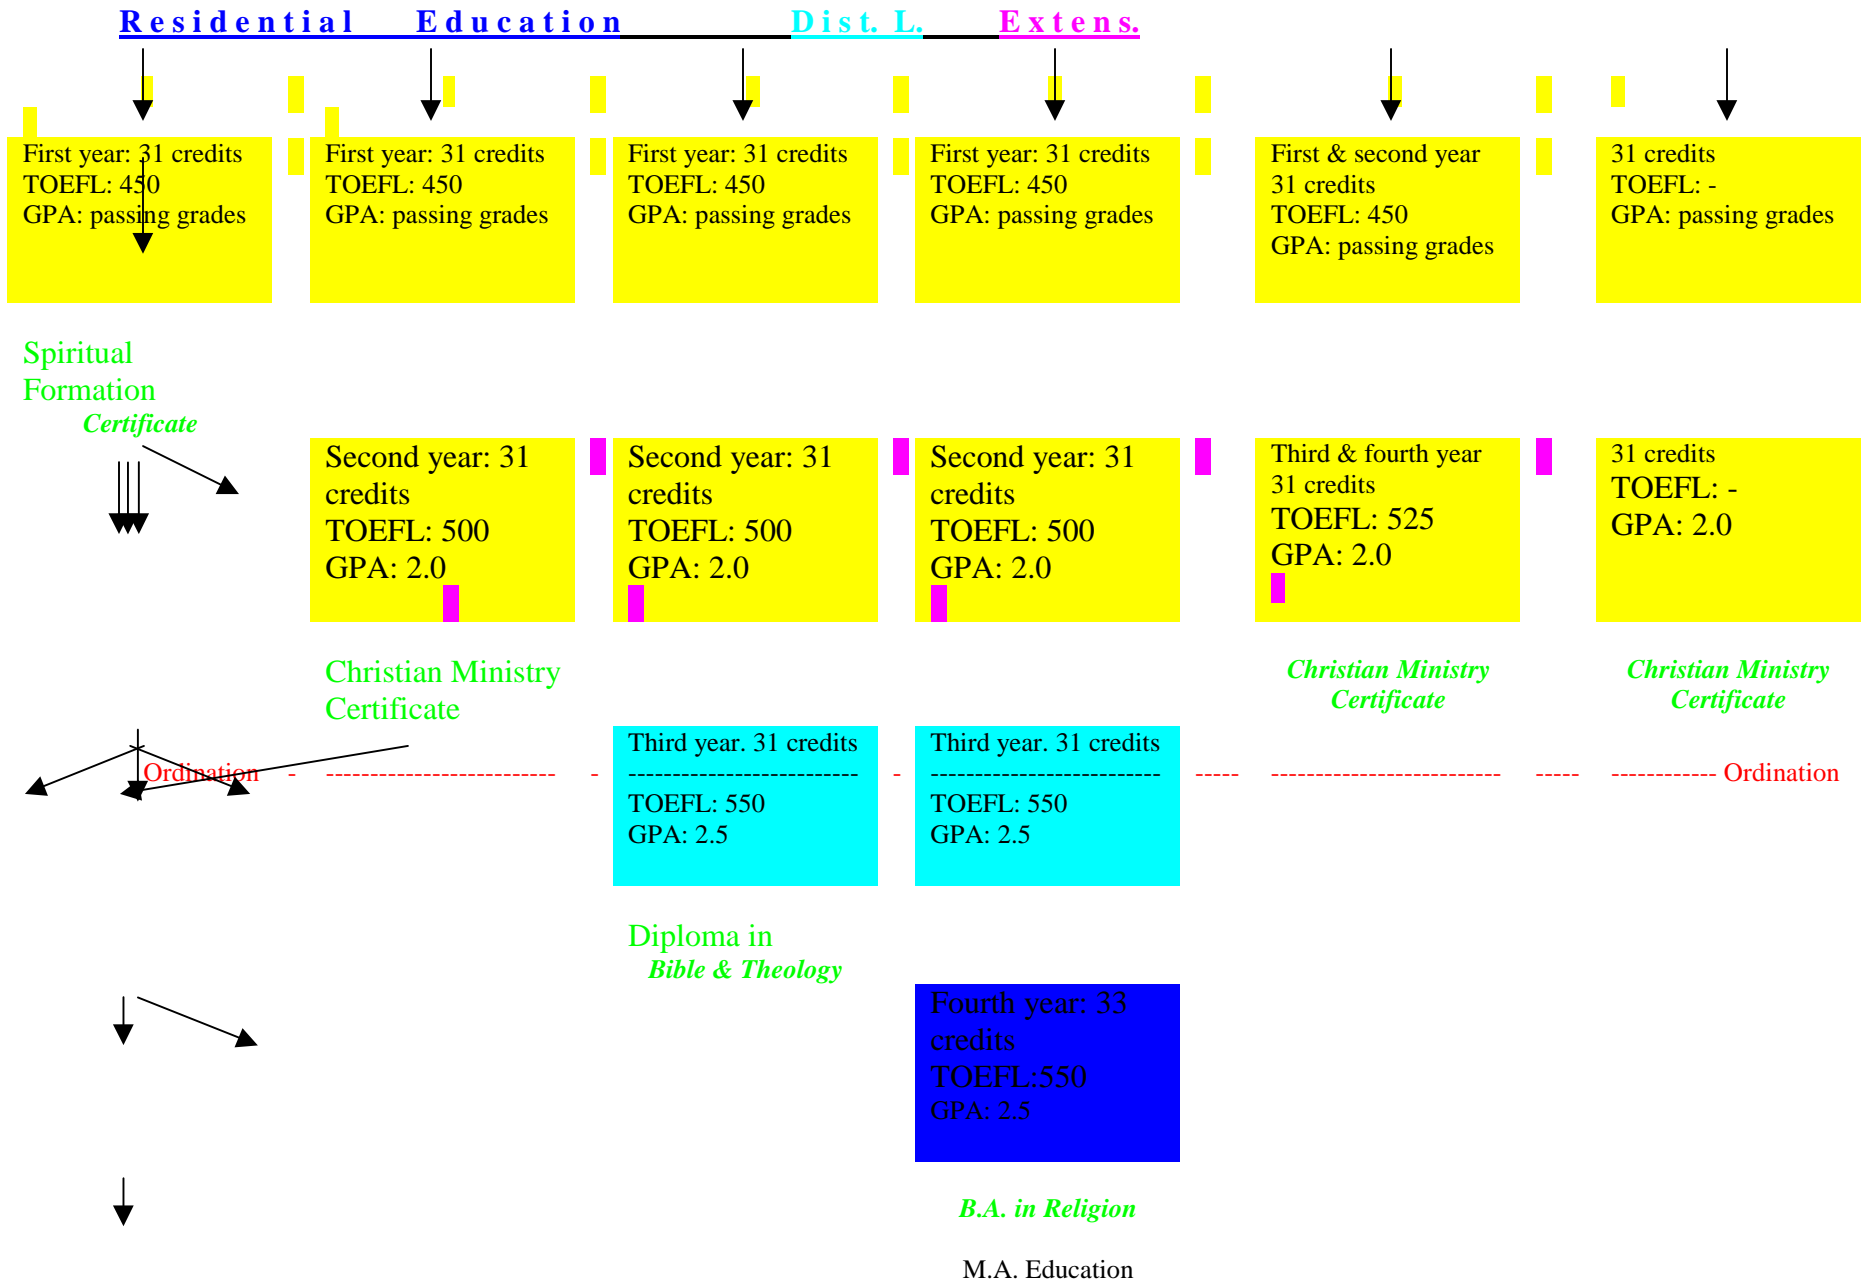 Residential Education Dist. L. Extens.
First year: 31 credits
TOEFL: 450
GPA: passing grades
First year: 31 credits
TOEFL: 450
GPA: passing grades
First year: 31 credits
TOEFL: 450
GPA: passing grades
First year: 31 credits
TOEFL: 450
GPA: passing grades
First & second year
31 credits
TOEFL: 450
GPA: passing grades
31 credits
TOEFL: -
GPA: passing grades
Spiritual
Formation
Certificate
Second year: 31
credits
TOEFL: 500
GPA: 2.0
Second year: 31
credits
TOEFL: 500
GPA: 2.0
Second year: 31
credits
TOEFL: 500
GPA: 2.0
Third & fourth year
31 credits
TOEFL: 525
GPA: 2.0
31 credits
TOEFL: -
GPA: 2.0
Christian Ministry
Certificate
Christian Ministry
Certificate
Christian Ministry
Certificate
Third year. 31 credits
Third year. 31 credits
Ordination - -------------------------- - -------------------------- - -------------------------- ----- -------------------------- ----- ------------ Ordination
TOEFL: 550
GPA: 2.5
TOEFL: 550
GPA: 2.5
Diploma in
Bible & Theology
Fourth year: 33
credits
TOEFL:550
GPA: 2.5
B.A. in Religion
M.A. Education